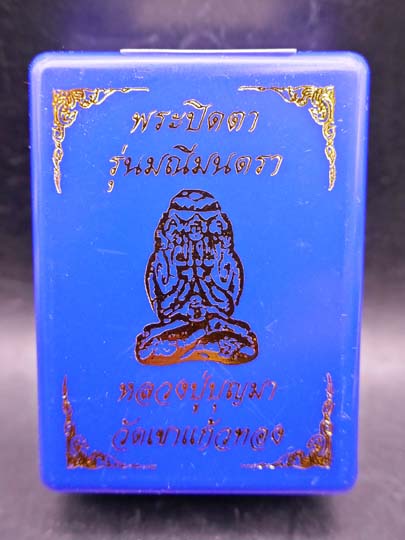 พระปิดตา
รุ่นมณีมนตรา
หลวงปู่บุญมา
วัดเขาแก้วทอง